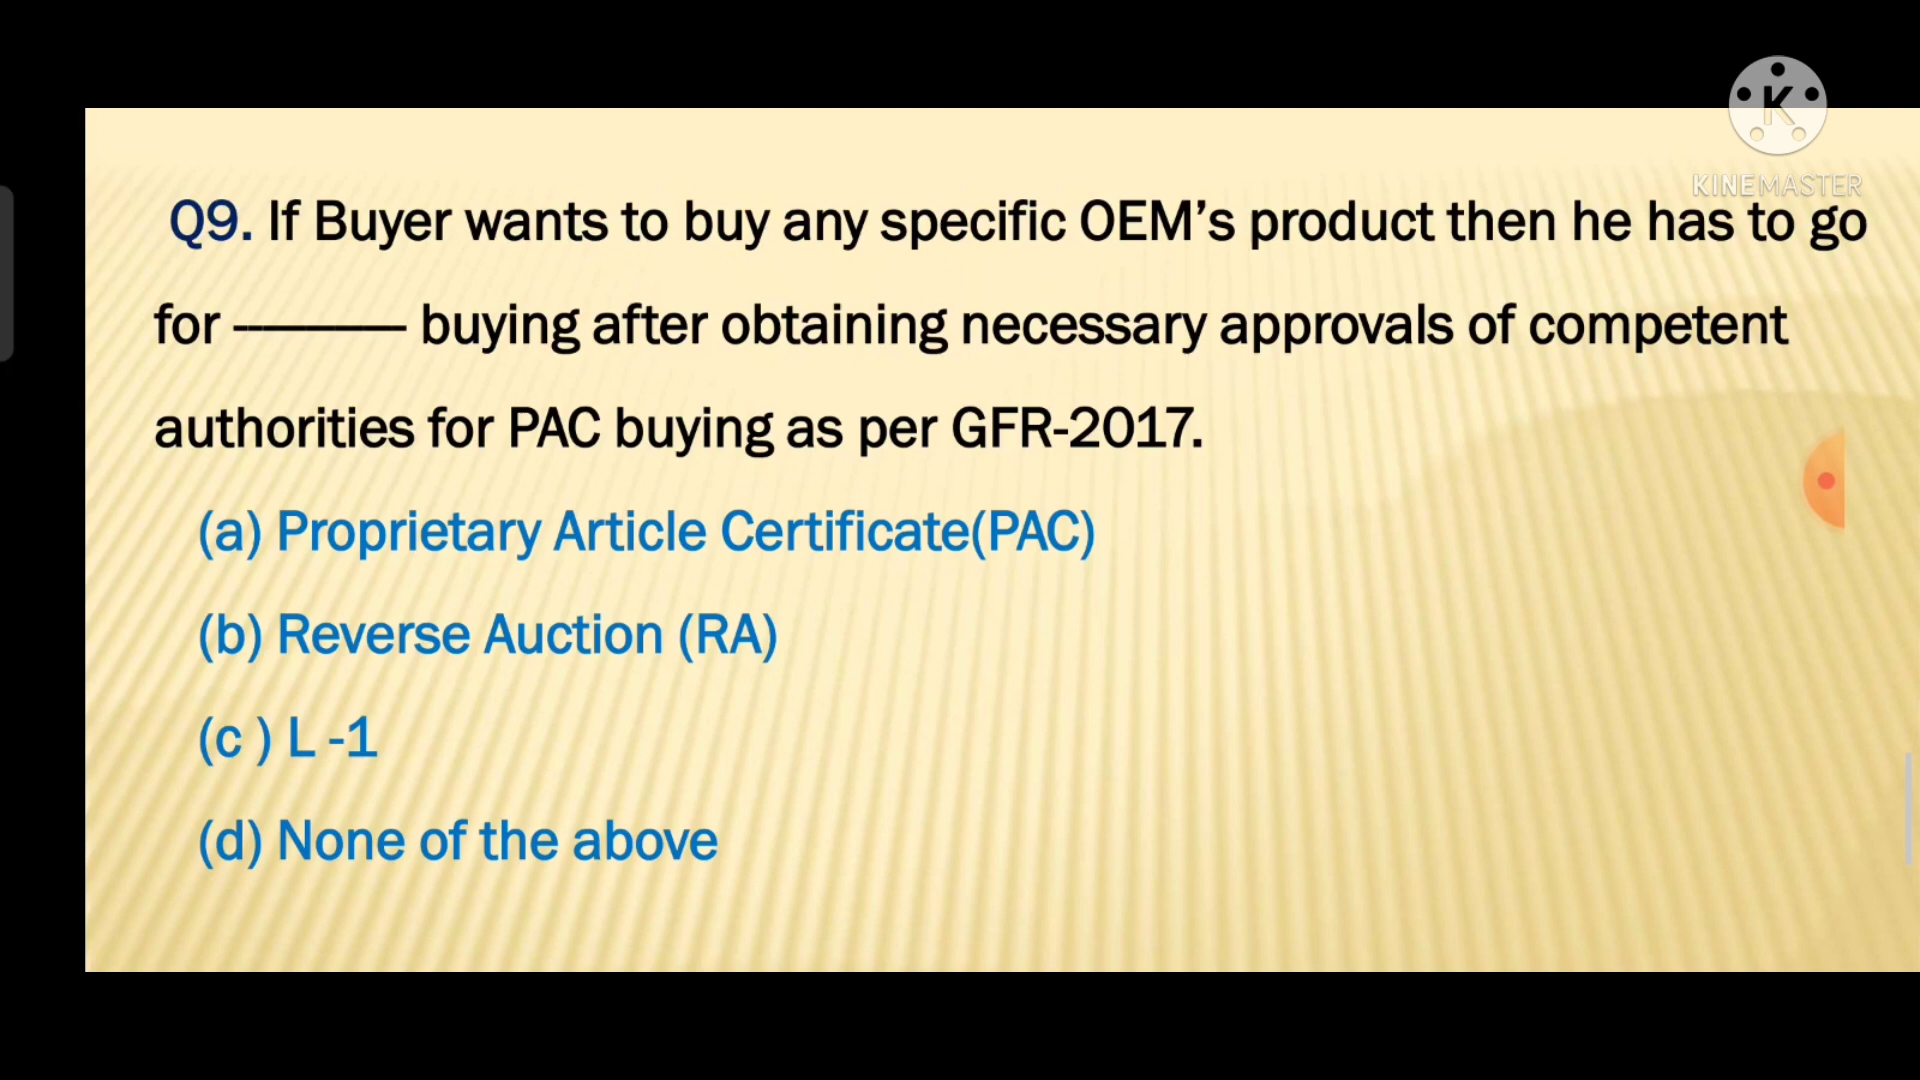 K
KINEMASTER
Q9. If Buyer wants to buy any specific OEM’s product then he has to go
for ———— buying after obtaining necessary approvals of competent
authorities for PAC buying as per GFR-2017.
(a) Proprietary Article Certificate(PAC)
(b) Reverse Auction (RA)
(c ) L -1
(d) None of the above